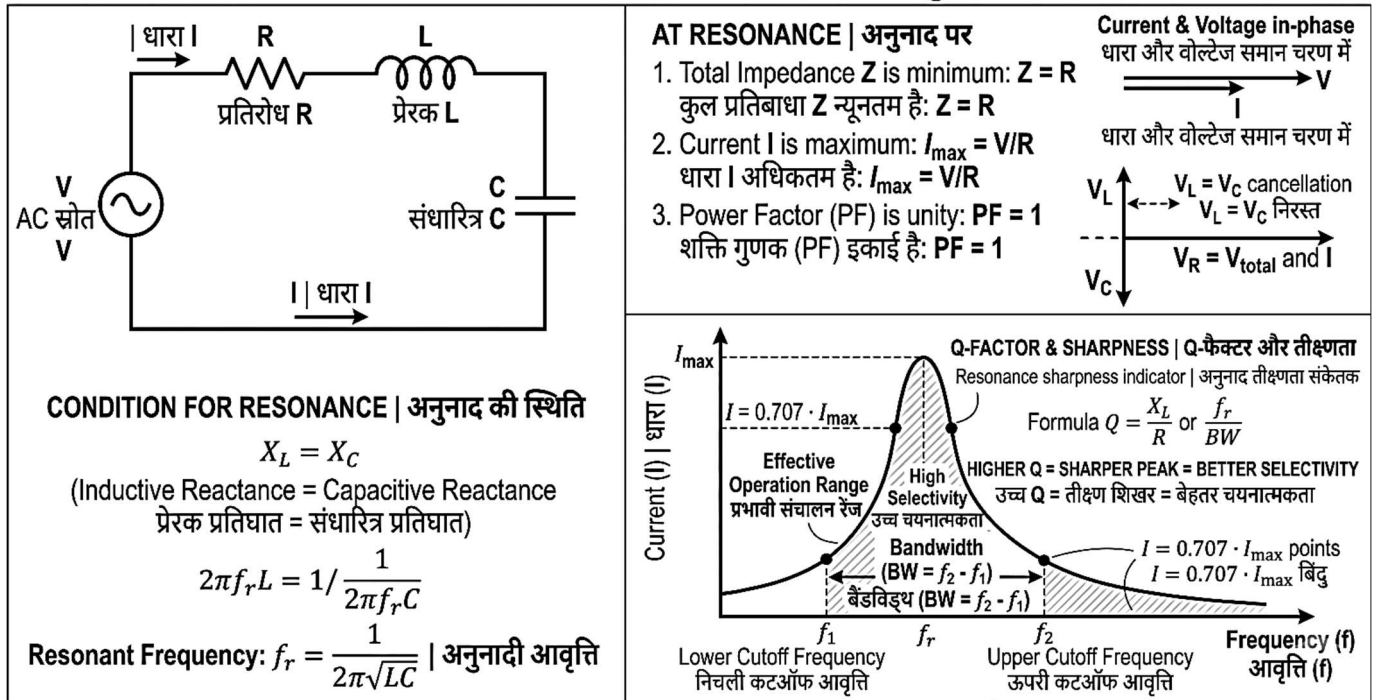 | धारा I
R
L
प्रतिरोध R
प्रेरक L
V
AC स्रोत
V
C
संधारित्र C
I | धारा I
CONDITION FOR RESONANCE | अनुनाद की स्थिति
X_L = X_C
(Inductive Reactance = Capacitive Reactance
प्रेरक प्रतिघात = संधारित्र प्रतिघात)
2πf_rL = 1/ 1/(2πf_rC)
Resonant Frequency: f_r = 1/(2π√LC) | अनुनादी आवृत्ति
AT RESONANCE | अनुनाद पर
1. Total Impedance Z is minimum: Z = R
कुल प्रतिबाधा Z न्यूनतम है: Z = R
2. Current I is maximum: I_max = V/R
धारा I अधिकतम है: I_max = V/R
3. Power Factor (PF) is unity: PF = 1
शक्ति गुणक (PF) इकाई है: PF = 1
Current & Voltage in-phase
धारा और वोल्टेज समान चरण में
V
I
धारा और वोल्टेज समान चरण में
V_L
V_L = V_C cancellation
V_L = V_C निरस्त
V_R = V_total and I
V_C
Current (I) | धारा (I)
I_max
I = 0.707 · I_max
Effective
Operation Range
प्रभावी संचालन रेंज
High
Selectivity
उच्च चयनात्मकता
Bandwidth
(BW = f_2 - f_1)
बैंडविड्थ (BW = f_2 - f_1)
Q-FACTOR & SHARPNESS | Q-फैक्टर और तीक्ष्णता
Resonance sharpness indicator | अनुनाद तीक्ष्णता संकेतक
Formula Q = X_L/R or f_r/BW
HIGHER Q = SHARPER PEAK = BETTER SELECTIVITY
उच्च Q = तीक्ष्ण शिखर = बेहतर चयनात्मकता
I = 0.707 · I_max points
I = 0.707 · I_max बिंदु
f_1
f_r
f_2
Lower Cutoff Frequency
निचली कटऑफ आवृत्ति
Upper Cutoff Frequency
ऊपरी कटऑफ आवृत्ति
Frequency (f)
आवृत्ति (f)